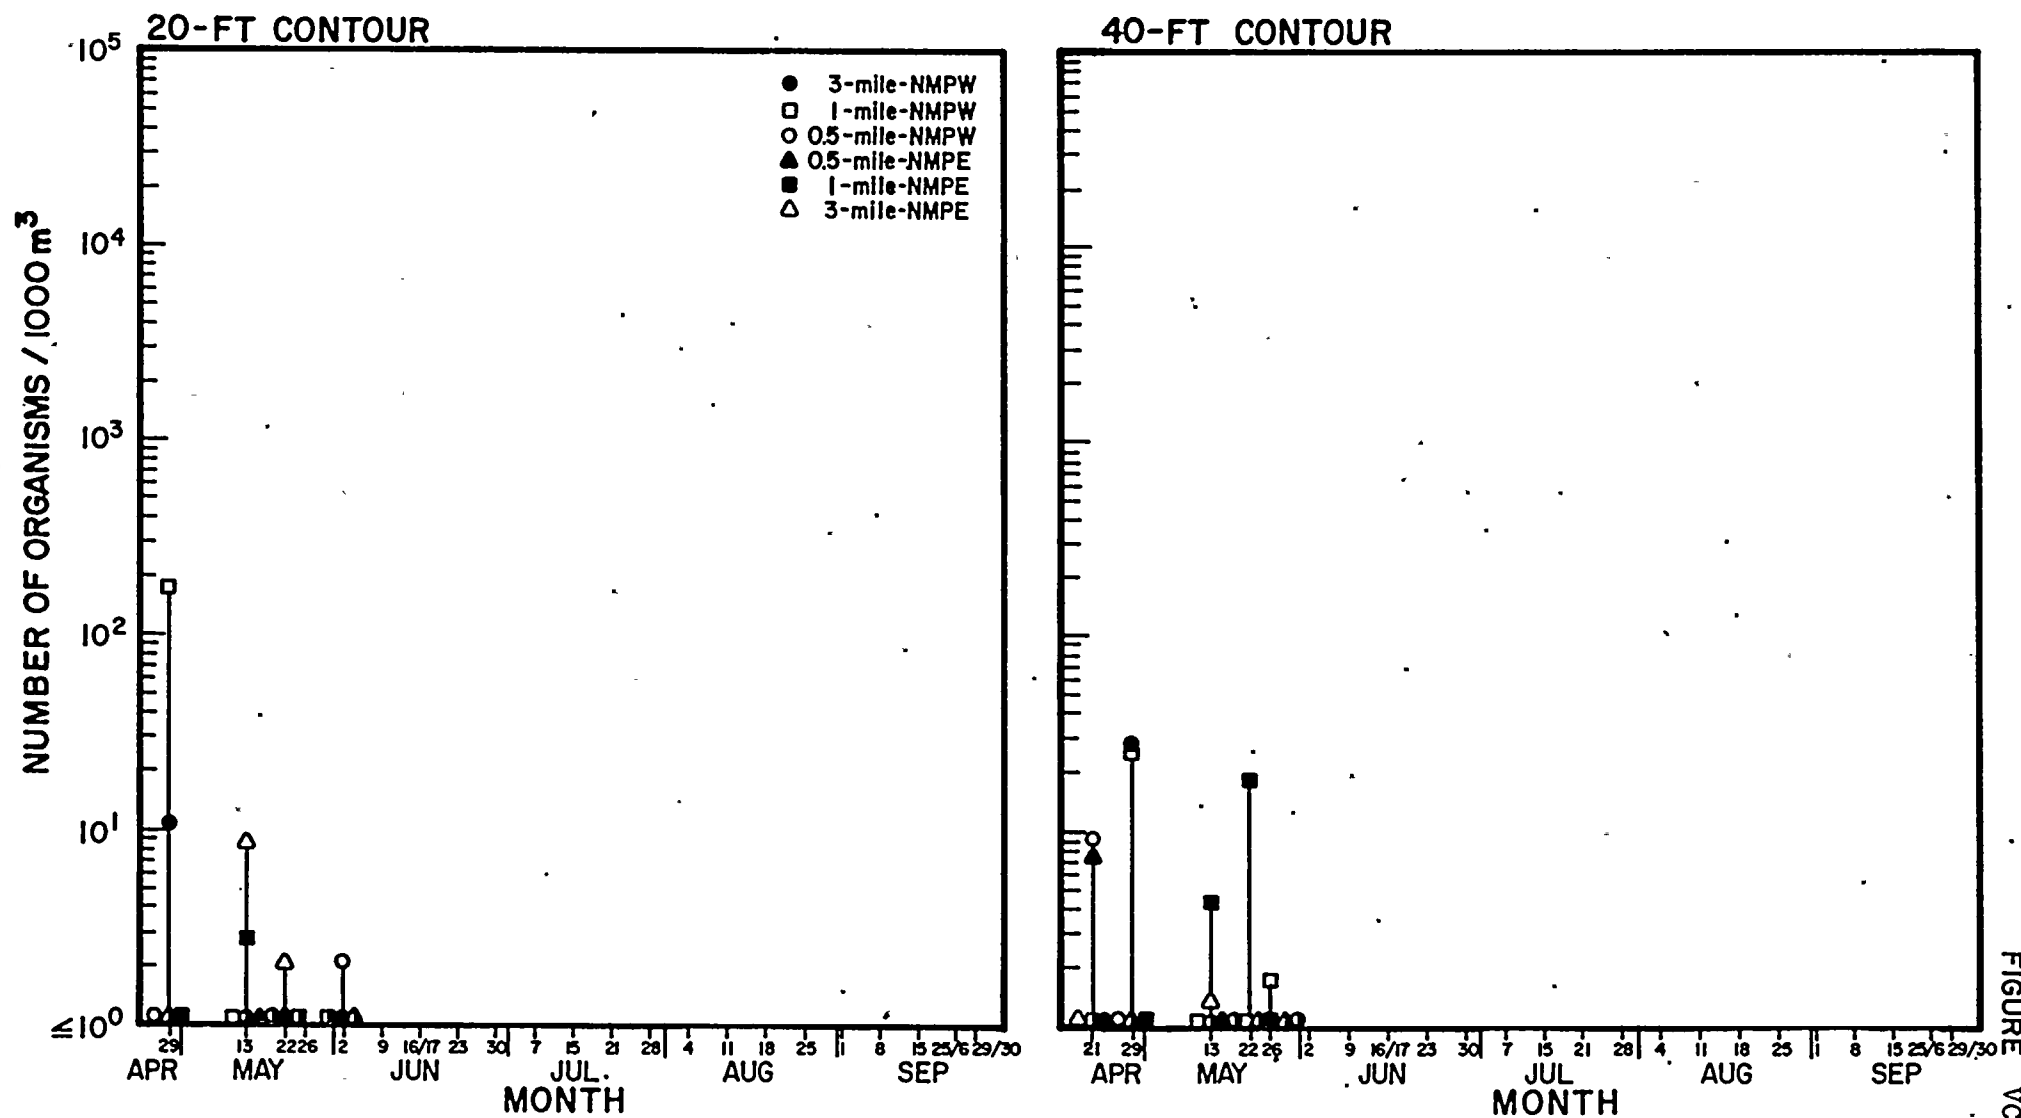 20-FT CONTOUR
40-FT CONTOUR
NUMBER OF ORGANISMS / 1000 m³
10⁵
10⁴
10³
10²
10¹
≤10⁰
● 3-mile-NMPW
□ 1-mile-NMPW
○ 0.5-mile-NMPW
▲ 0.5-mile-NMPE
■ 1-mile-NMPE
△ 3-mile-NMPE
29 13 22 26 2 9 16/17 23 30 7 15 21 28 4 11 18 25 1 8 15 25/6 29/30
APR MAY JUN JUL. AUG SEP
MONTH
21 29 13 22 26 2 9 16/17 23 30 7 15 21 28 4 11 18 25 1 8 15 25/6 29/30
APR MAY JUN JUL AUG SEP
MONTH
FIGURE